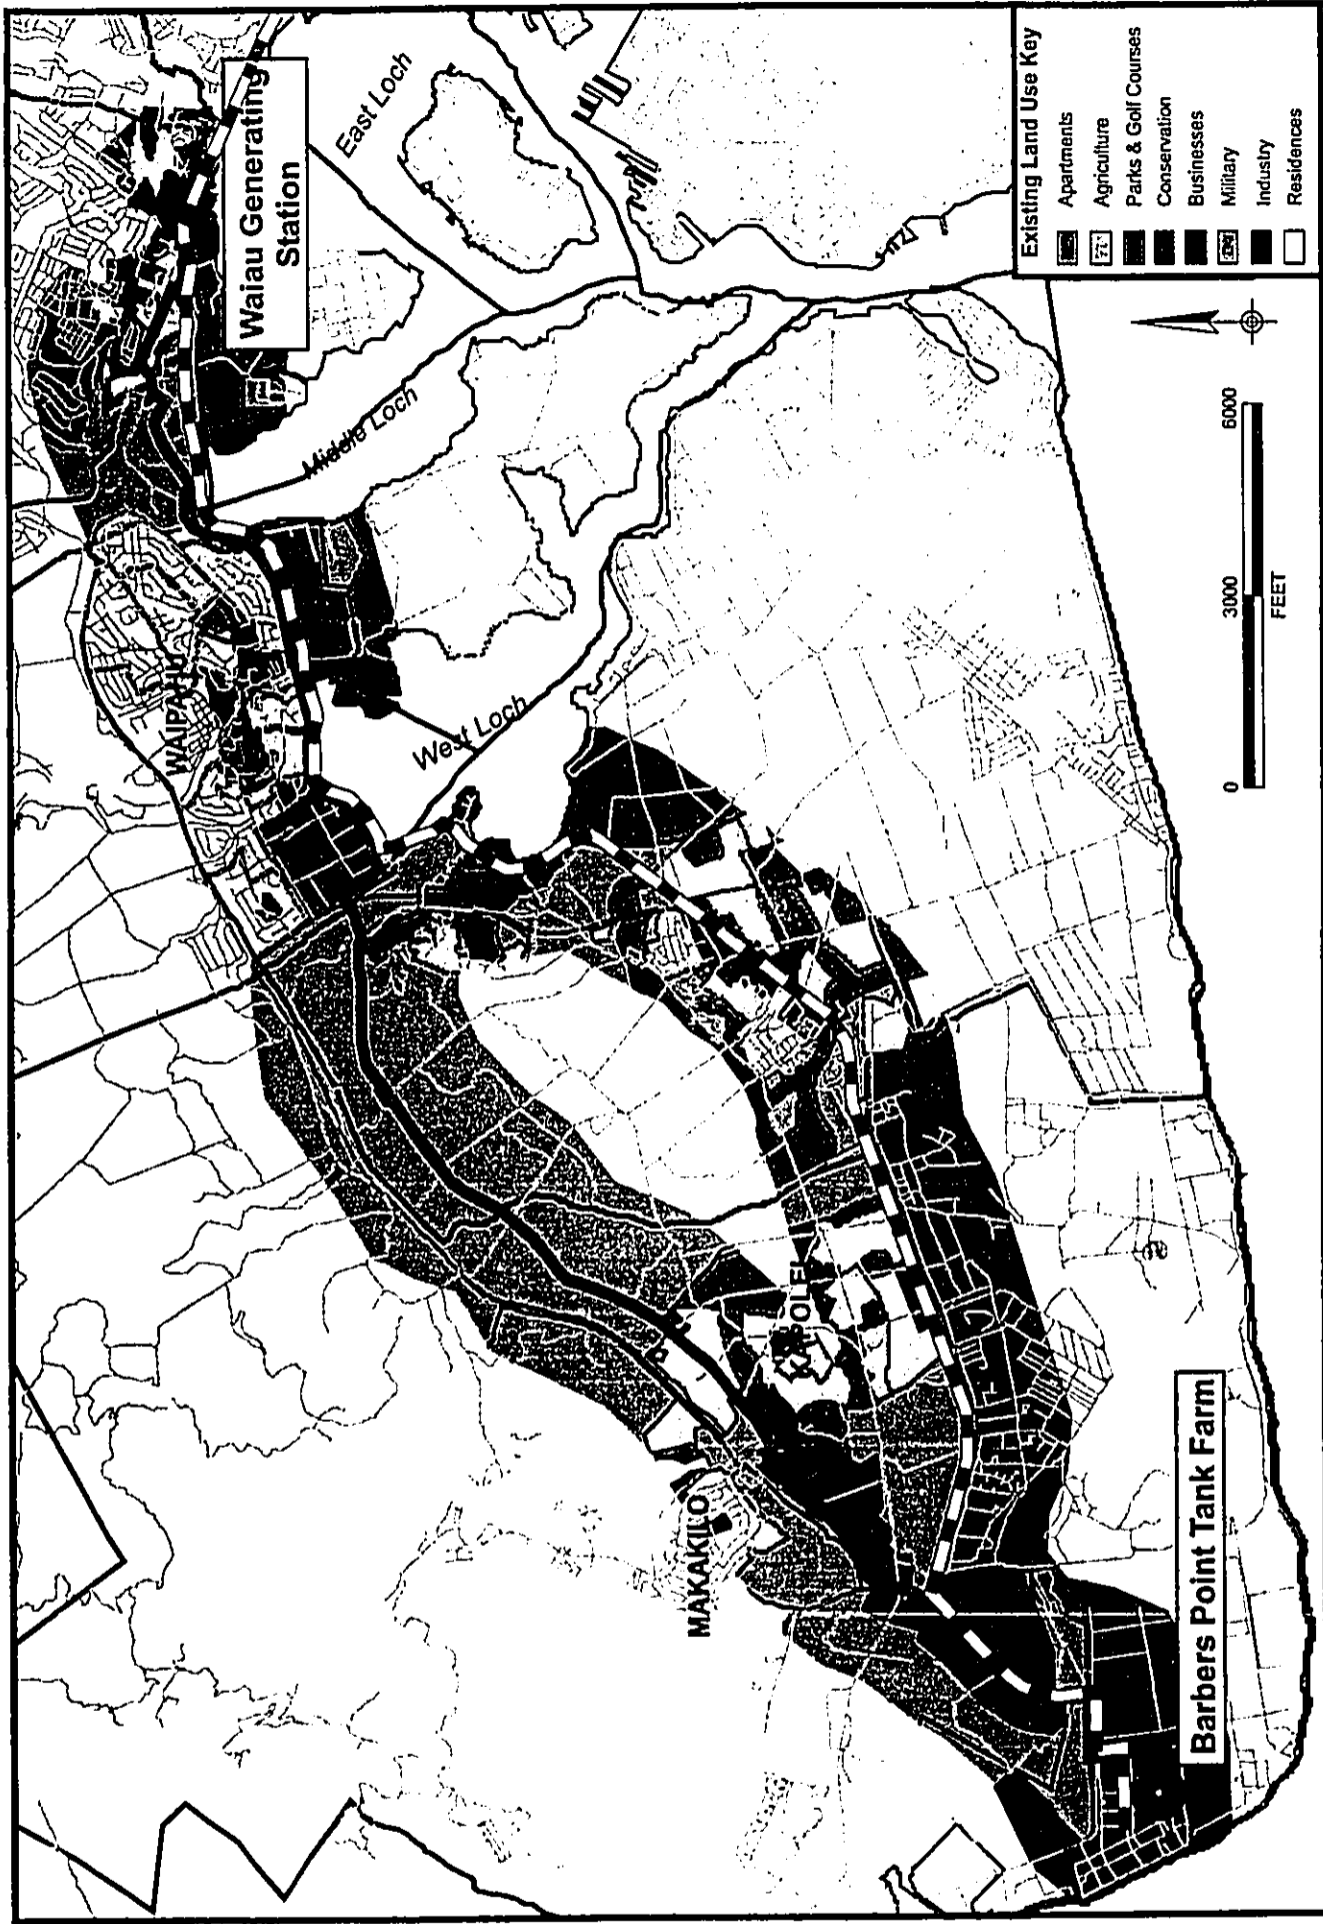 Waiau Generating
Station
East Loch
Middle Loch
West Loch
WAIPAHU
KAPOLEI
MAKAKILO
Barbers Point Tank Farm
0 3000 6000
FEET
Existing Land Use Key
Apartments
Agriculture
Parks & Golf Courses
Conservation
Businesses
Military
Industry
Residences